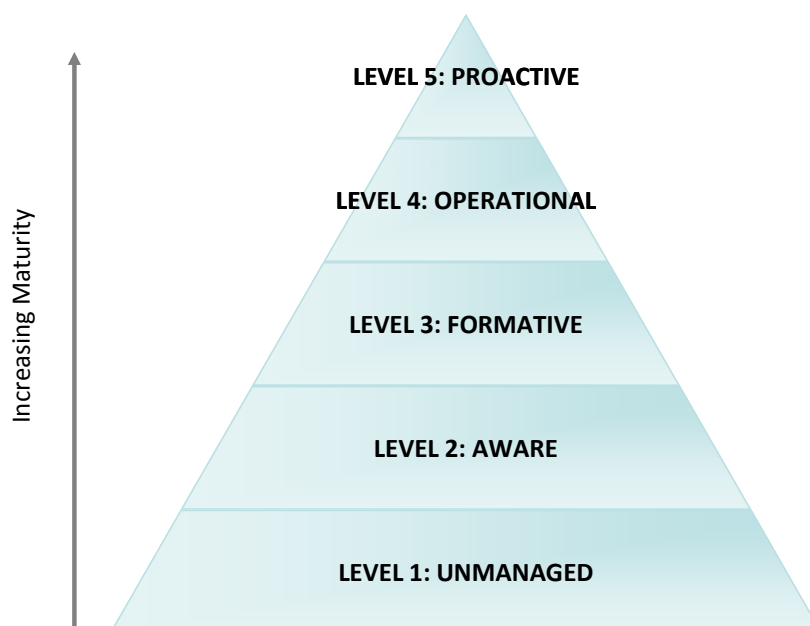 LEVEL 5: PROACTIVE
LEVEL 4: OPERATIONAL
LEVEL 3: FORMATIVE
LEVEL 2: AWARE
LEVEL 1: UNMANAGED
Increasing Maturity